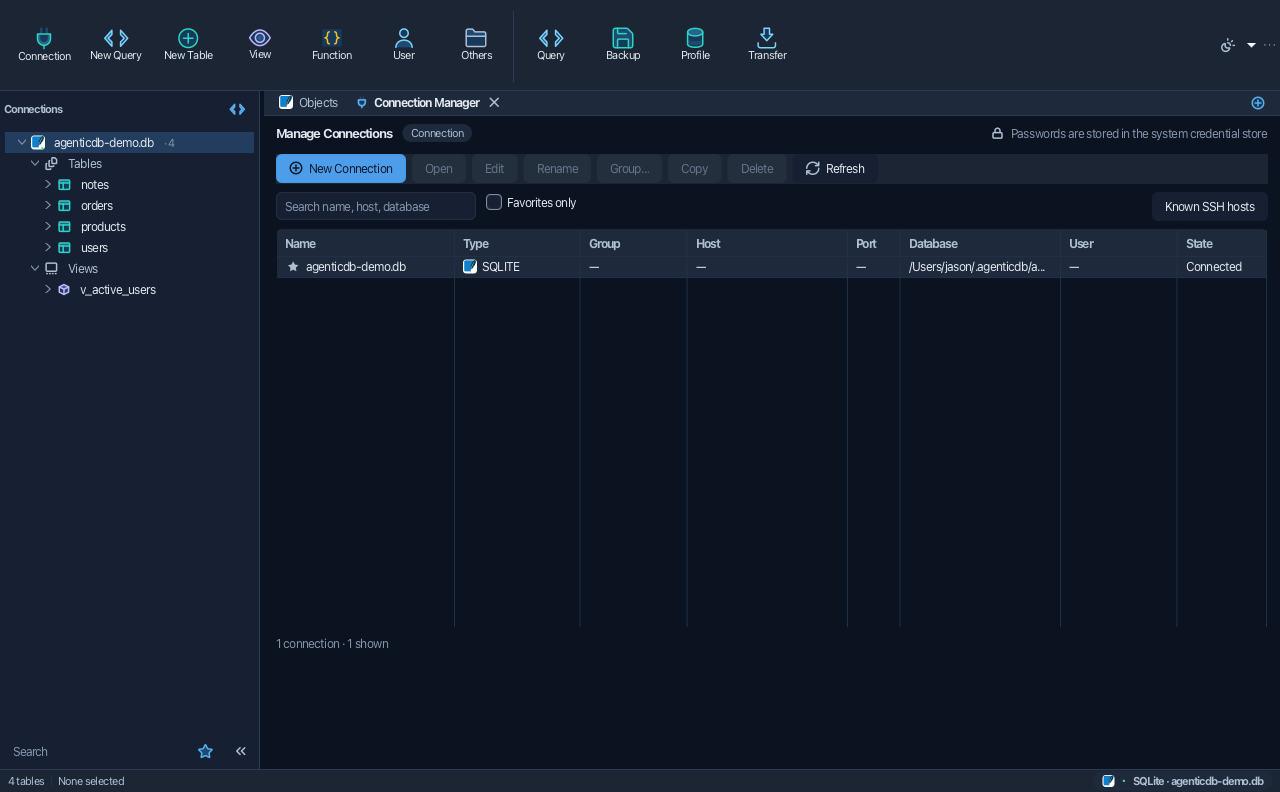 Connection
New Query
New Table
View
Function
User
Others
Query
Backup
Profile
Transfer
Connections
agenticdb-demo.db · 4
Tables
notes
orders
products
users
Views
v_active_users
Search
Objects
Connection Manager
Manage Connections Connection
Passwords are stored in the system credential store
New Connection Open Edit Rename Group... Copy Delete Refresh
Search name, host, database
Favorites only
Known SSH hosts
Name Type Group Host Port Database User State
agenticdb-demo.db SQLITE — — — /Users/jason/.agenticdb/a... — Connected
1 connection · 1 shown
4 tables None selected
SQLite · agenticdb-demo.db